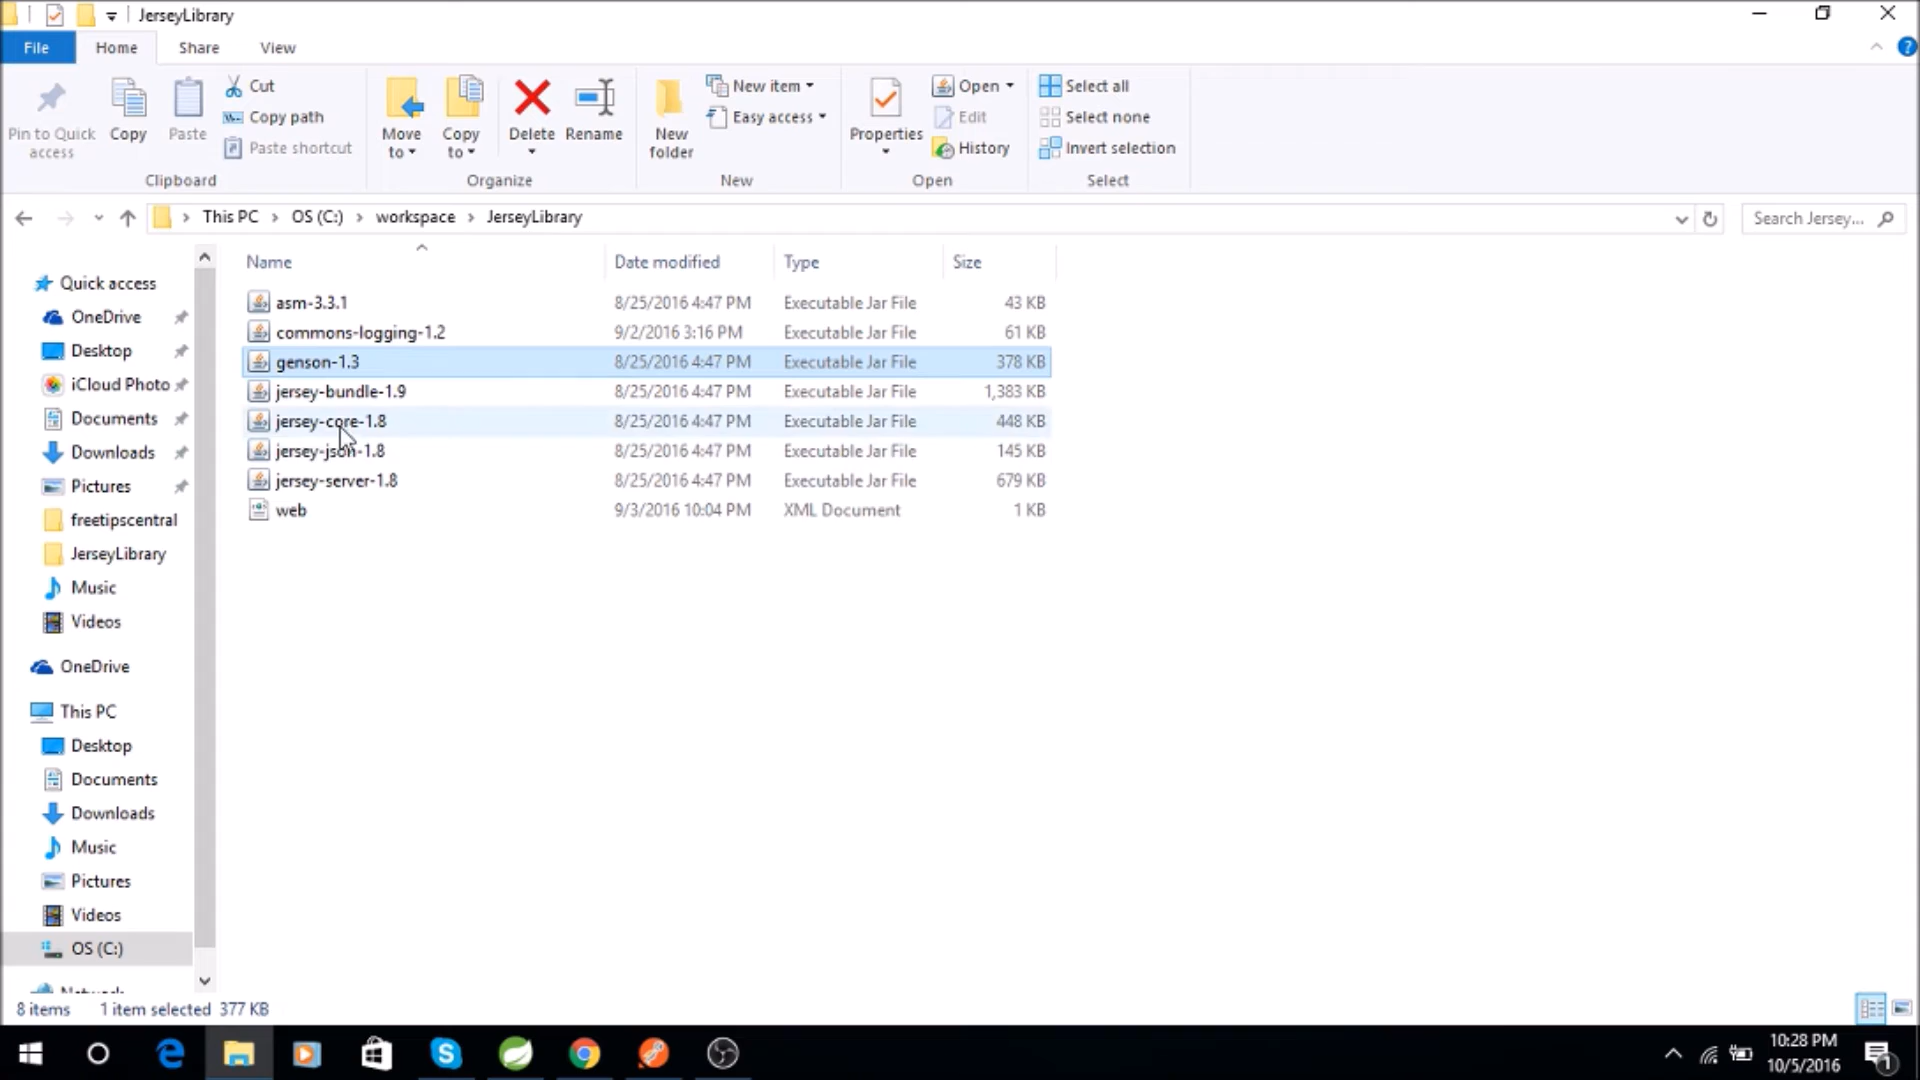 JerseyLibrary
File Home Share View
Pin to Quick access
Copy
Paste
Cut
Copy path
Paste shortcut
Clipboard
Move to
Copy to
Delete
Rename
Organize
New folder
New item
Easy access
New
Properties
Open
Edit
History
Open
Select all
Select none
Invert selection
Select
This PC > OS (C:) > workspace > JerseyLibrary
Search Jersey...
Quick access
OneDrive
Desktop
iCloud Photo
Documents
Downloads
Pictures
freetipscentral
JerseyLibrary
Music
Videos
OneDrive
This PC
Desktop
Documents
Downloads
Music
Pictures
Videos
OS (C:)
Network
Name Date modified Type Size
asm-3.3.1 8/25/2016 4:47 PM Executable Jar File 43 KB
commons-logging-1.2 9/2/2016 3:16 PM Executable Jar File 61 KB
genson-1.3 8/25/2016 4:47 PM Executable Jar File 378 KB
jersey-bundle-1.9 8/25/2016 4:47 PM Executable Jar File 1,383 KB
jersey-core-1.8 8/25/2016 4:47 PM Executable Jar File 448 KB
jersey-json-1.8 8/25/2016 4:47 PM Executable Jar File 145 KB
jersey-server-1.8 8/25/2016 4:47 PM Executable Jar File 679 KB
web 9/3/2016 10:04 PM XML Document 1 KB
8 items 1 item selected 377 KB
10:28 PM
10/5/2016
1